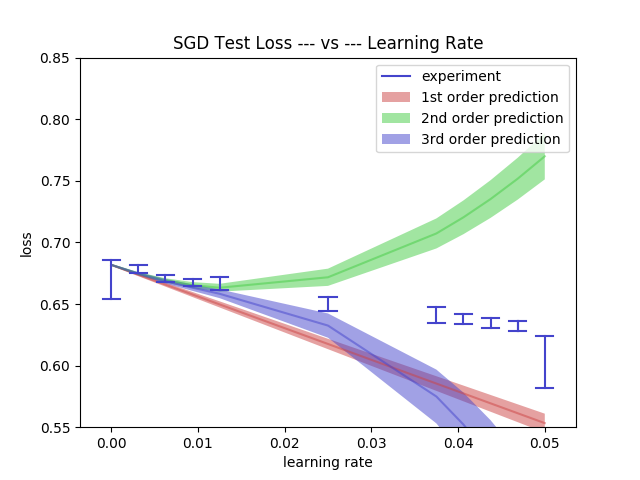 SGD Test Loss --- vs --- Learning Rate
0.85
0.80
0.75
0.70
0.65
0.60
0.55
loss
experiment
1st order prediction
2nd order prediction
3rd order prediction
0.00 0.01 0.02 0.03 0.04 0.05
learning rate